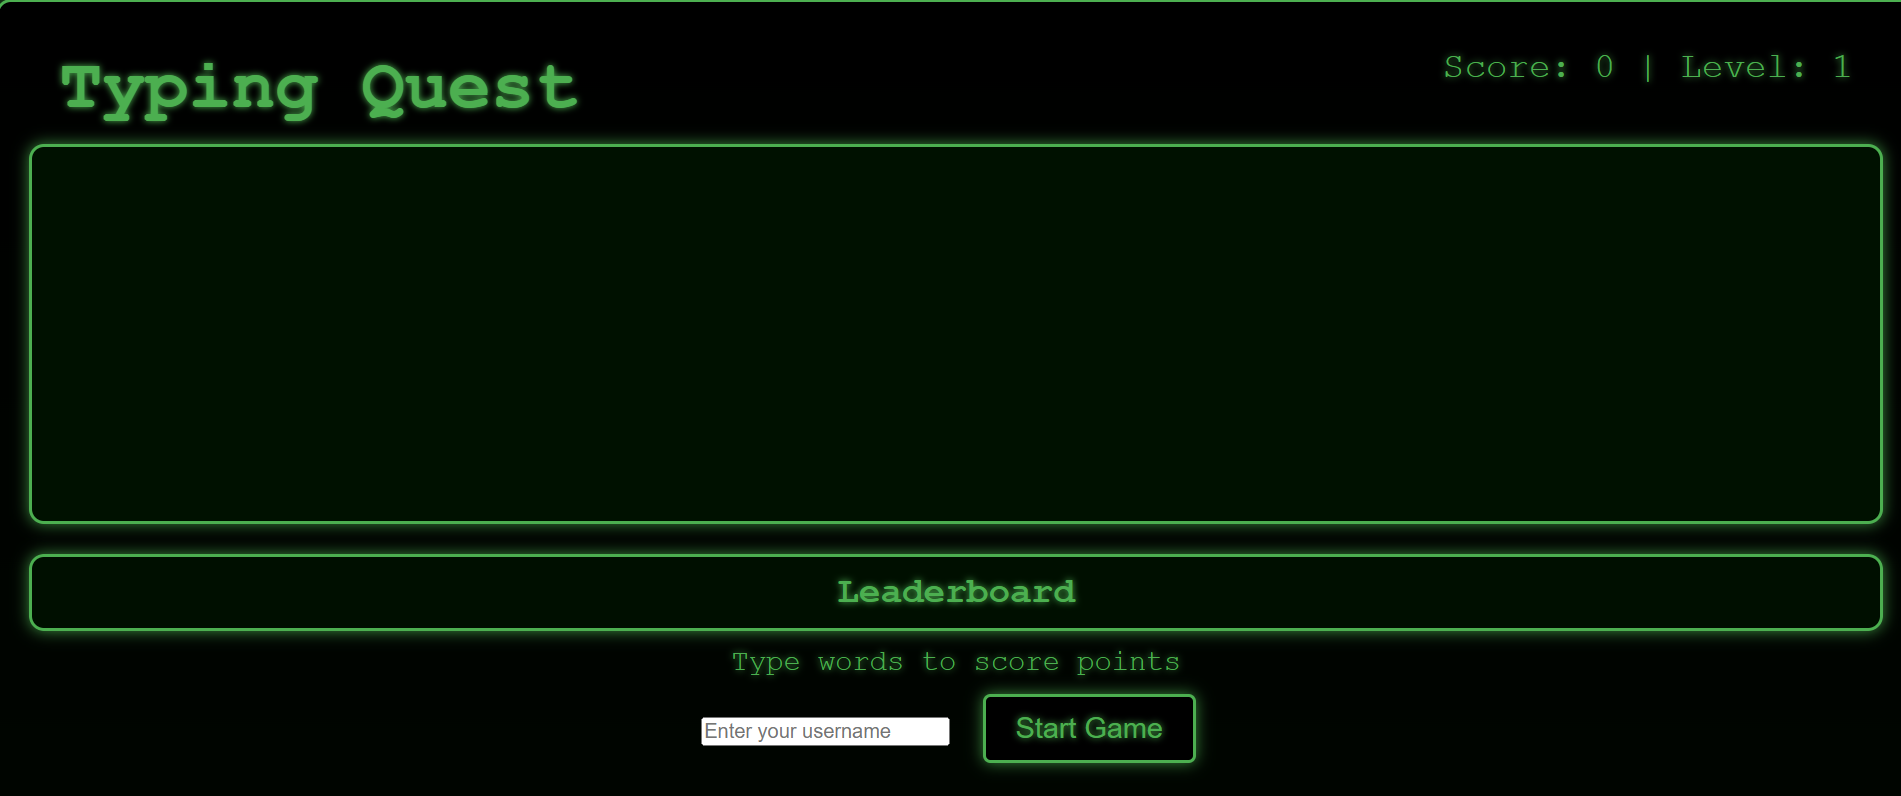 Typing Quest
Score: 0 | Level: 1
Leaderboard
Type words to score points
Enter your username
Start Game